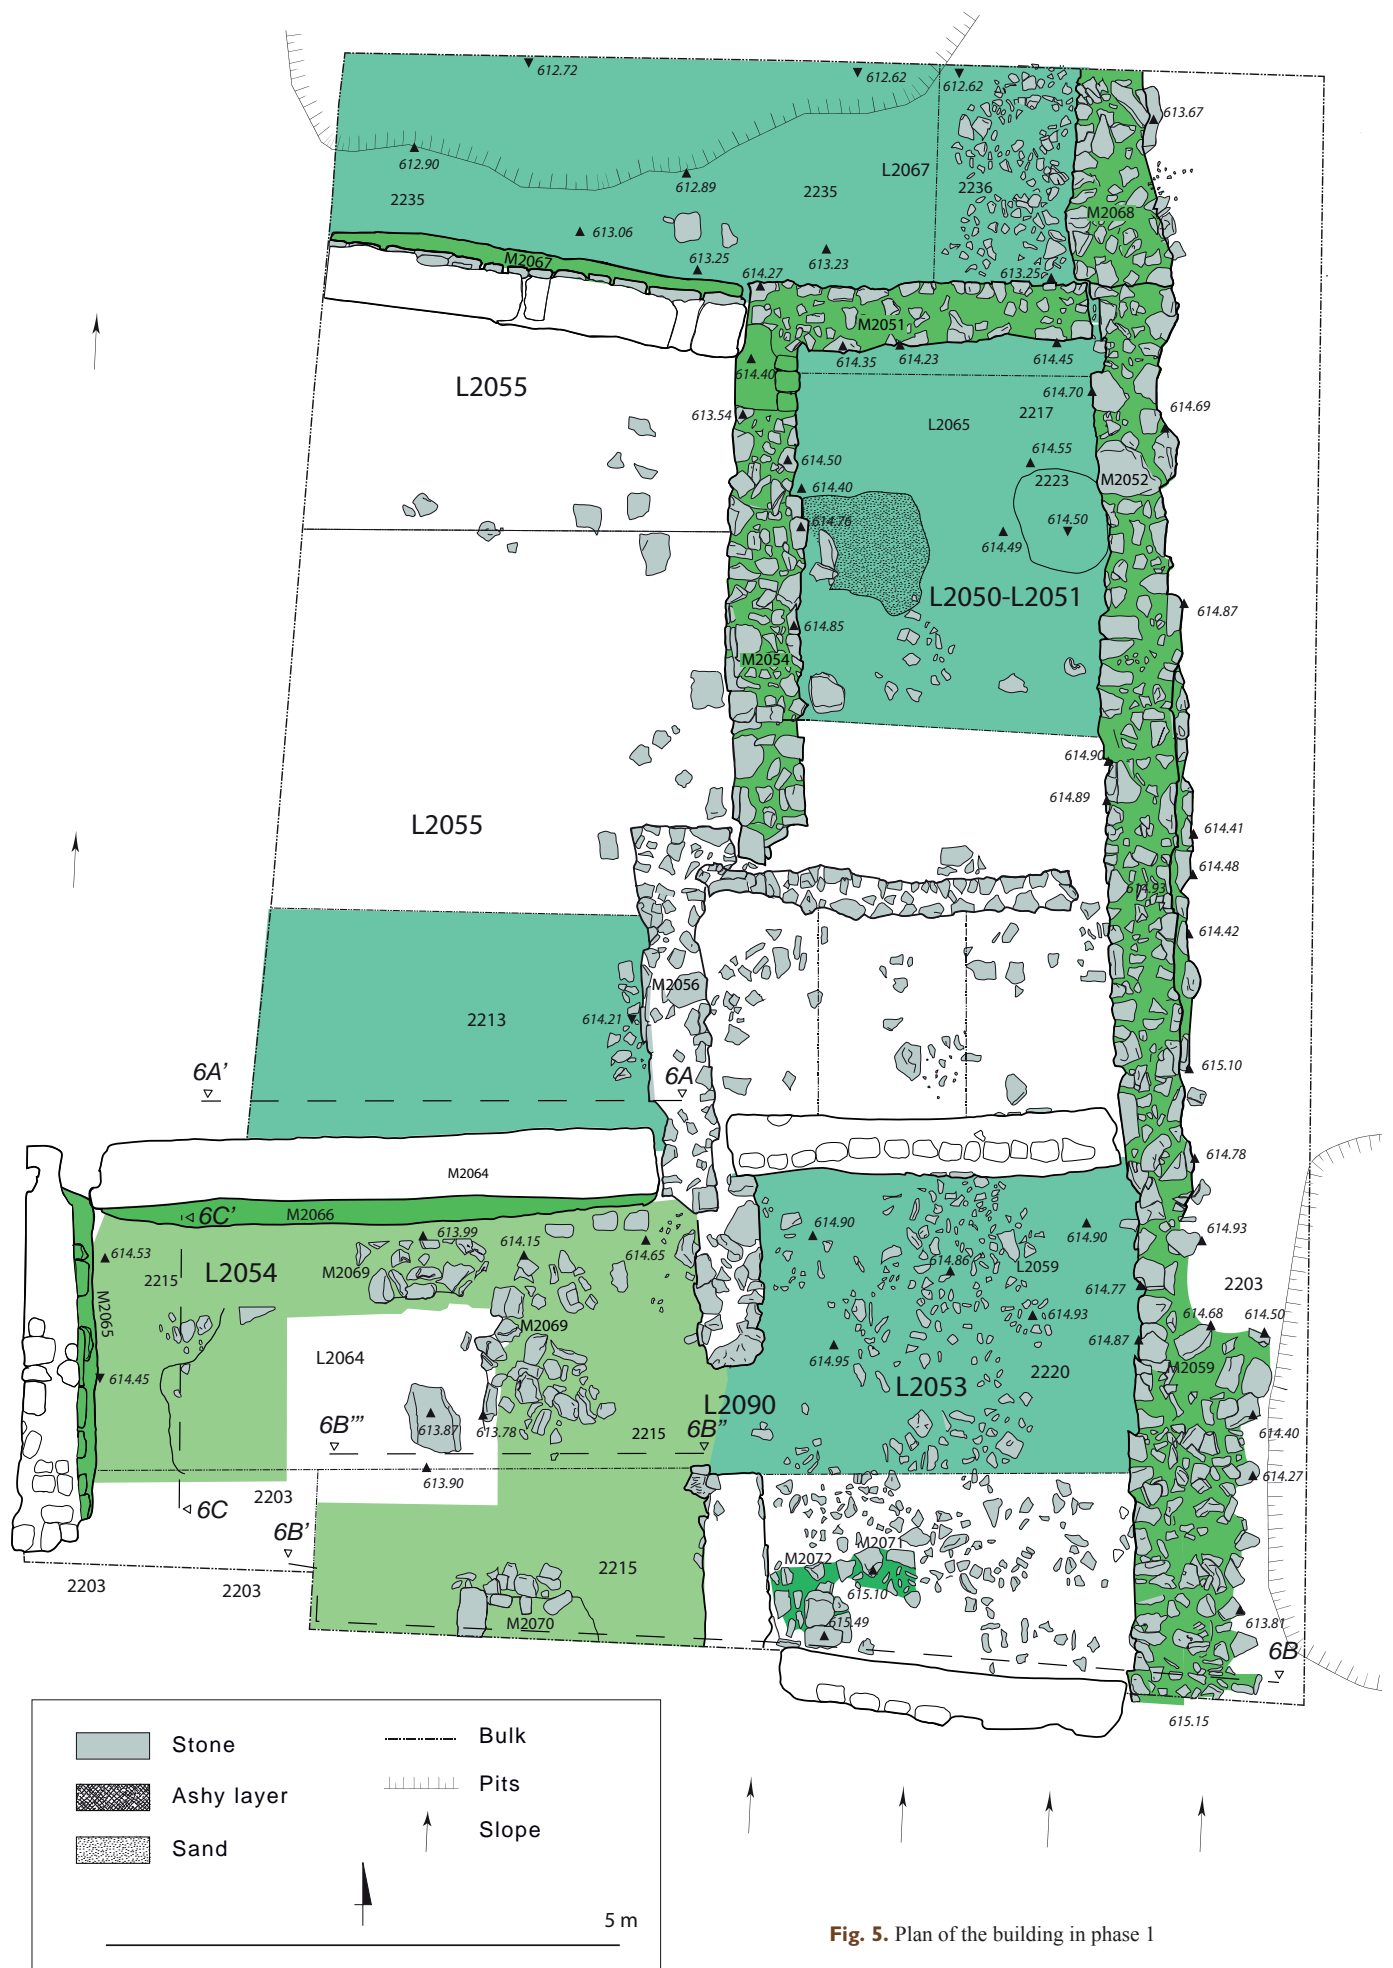 612.72
612.62
612.62
613.67
612.90
612.89
L2067
2235
2235
2236
M2068
613.06
M2067
613.25
613.23
613.25
614.27
M2051
614.35
614.23
614.45
614.40
L2055
614.70
613.54
2217
614.69
L2065
614.50
614.55
614.40
2223
M2052
614.76
614.50
614.49
L2050-L2051
614.87
614.85
M2054
614.90
614.89
L2055
614.41
614.48
614.93
614.42
M2056
2213
614.21
615.10
6A'
6A
614.78
M2064
M2066
6C'
613.99
614.15
614.65
614.90
614.90
614.93
614.53
2215
L2054
M2069
614.86
L2059
2203
M2065
614.77
614.93
614.68
614.50
M2069
614.87
L2064
614.95
M2059
614.45
2220
L2053
L2090
613.87
613.78
6B'''
2215
6B''
614.40
613.90
614.27
2203
6C
6B'
M2071
M2072
2203
2203
2215
615.10
M2070
615.49
613.81
6B
615.15
Stone
Bulk
Ashy layer
Pits
Sand
Slope
5 m
Fig. 5. Plan of the building in phase 1